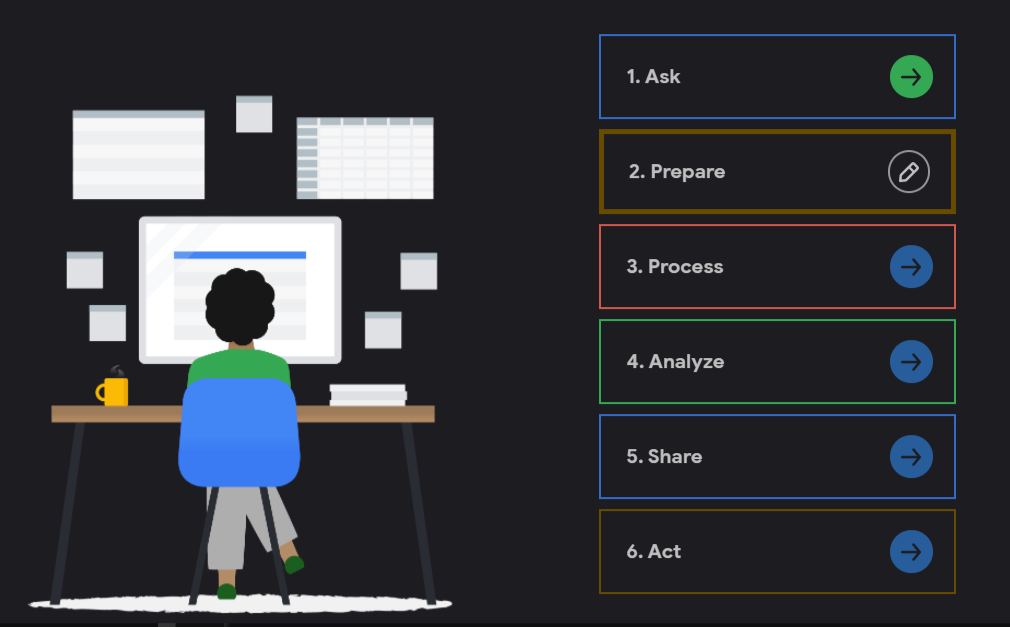 1. Ask
2. Prepare
3. Process
4. Analyze
5. Share
6. Act